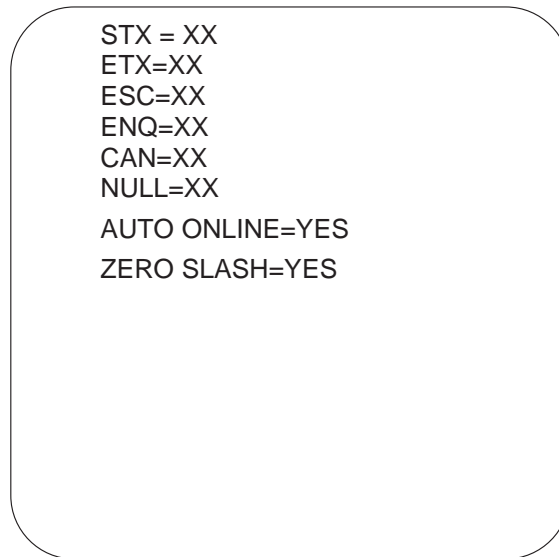 STX = XX
ETX=XX
ESC=XX
ENQ=XX
CAN=XX
NULL=XX
AUTO ONLINE=YES
ZERO SLASH=YES